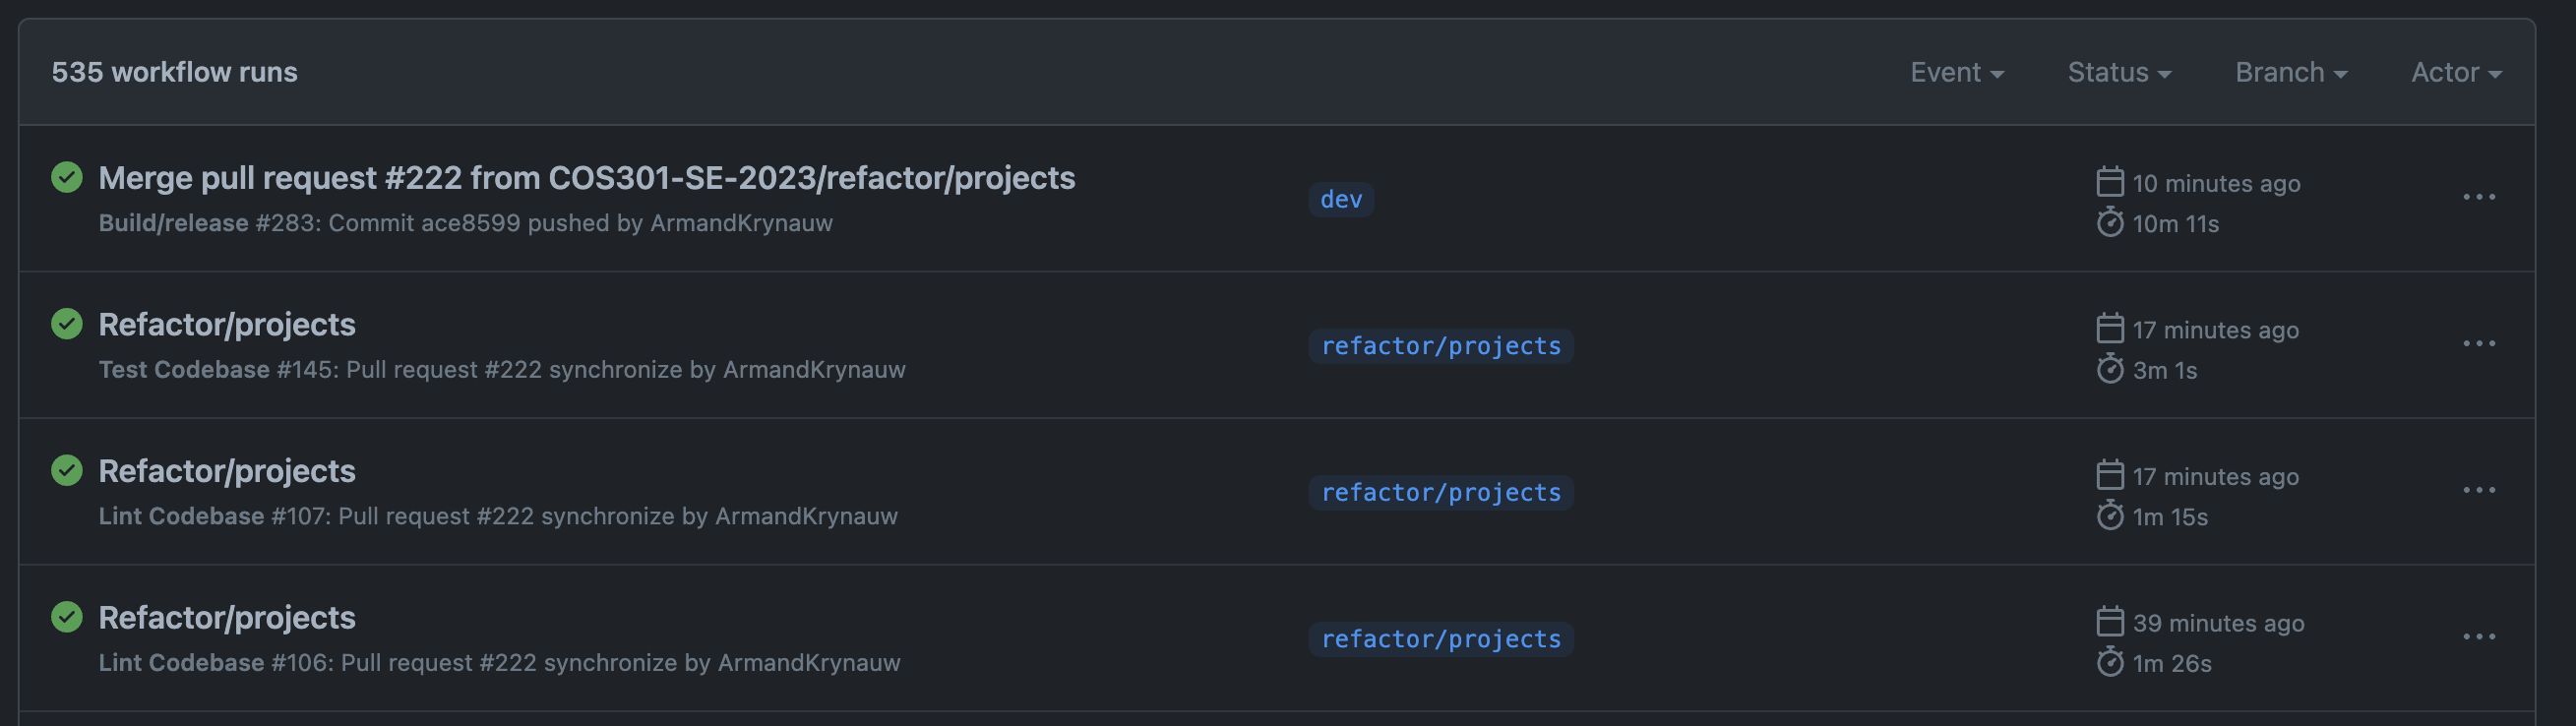 535 workflow runs
Event Status Branch Actor
Merge pull request #222 from COS301-SE-2023/refactor/projects
Build/release #283: Commit ace8599 pushed by ArmandKrynauw
dev
10 minutes ago
10m 11s
Refactor/projects
Test Codebase #145: Pull request #222 synchronize by ArmandKrynauw
refactor/projects
17 minutes ago
3m 1s
Refactor/projects
Lint Codebase #107: Pull request #222 synchronize by ArmandKrynauw
refactor/projects
17 minutes ago
1m 15s
Refactor/projects
Lint Codebase #106: Pull request #222 synchronize by ArmandKrynauw
refactor/projects
39 minutes ago
1m 26s